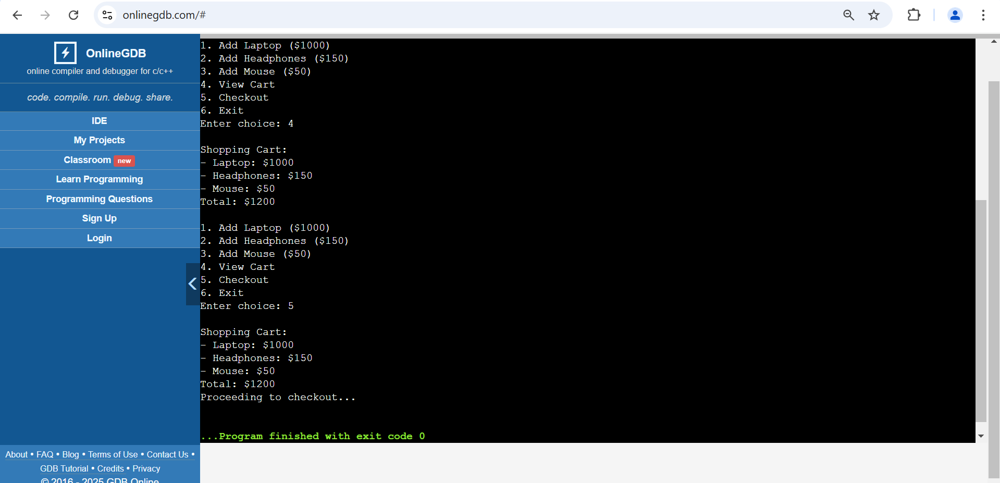 onlinegdb.com/#
OnlineGDB
online compiler and debugger for c/c++
code. compile. run. debug. share.
IDE
My Projects
Classroom new
Learn Programming
Programming Questions
Sign Up
Login
About • FAQ • Blog • Terms of Use • Contact Us •
GDB Tutorial • Credits • Privacy
© 2016 - 2025 GDB Online
1. Add Laptop ($1000)
2. Add Headphones ($150)
3. Add Mouse ($50)
4. View Cart
5. Checkout
6. Exit
Enter choice: 4
Shopping Cart:
- Laptop: $1000
- Headphones: $150
- Mouse: $50
Total: $1200
1. Add Laptop ($1000)
2. Add Headphones ($150)
3. Add Mouse ($50)
4. View Cart
5. Checkout
6. Exit
Enter choice: 5
Shopping Cart:
- Laptop: $1000
- Headphones: $150
- Mouse: $50
Total: $1200
Proceeding to checkout...
...Program finished with exit code 0